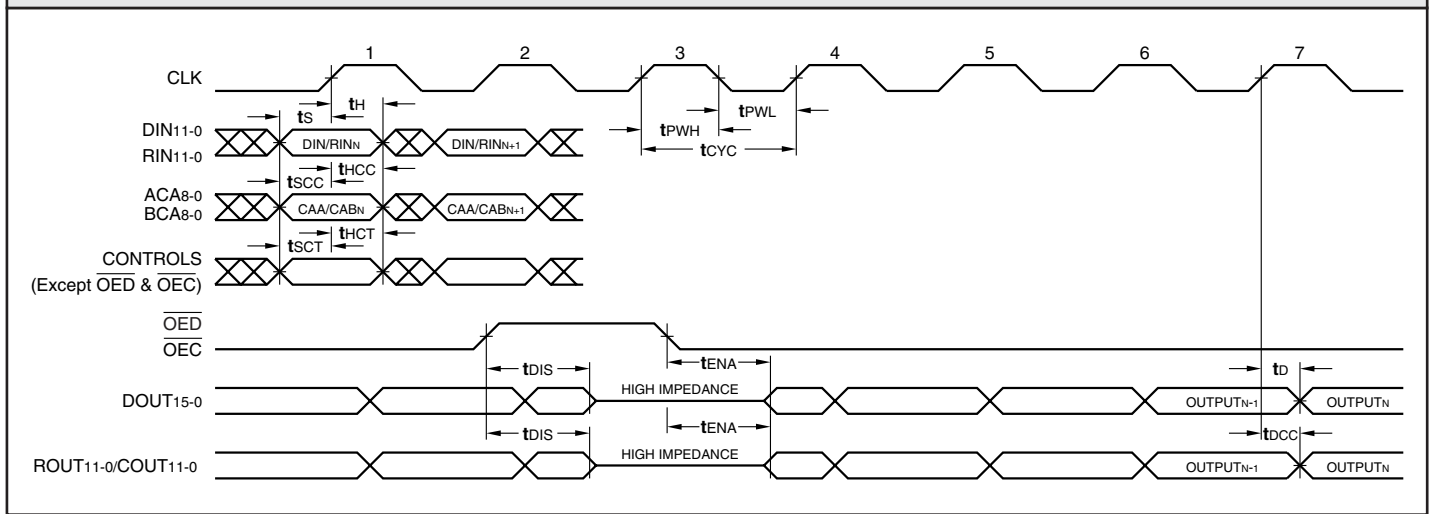 1 2 3 4 5 6 7
CLK
tS tH
tPWH tPWL
tCYC
DIN11-0
RIN11-0
DIN/RINN DIN/RINN+1
tSCC tHCC
ACA8-0
BCA8-0
CAA/CABN CAA/CABN+1
tSCT tHCT
CONTROLS
(Except OED & OEC)
OED
OEC
tDIS tENA tD
DOUT15-0
HIGH IMPEDANCE OUTPUTN-1 OUTPUTN
tDIS tENA tDCC
ROUT11-0/COUT11-0
HIGH IMPEDANCE OUTPUTN-1 OUTPUTN